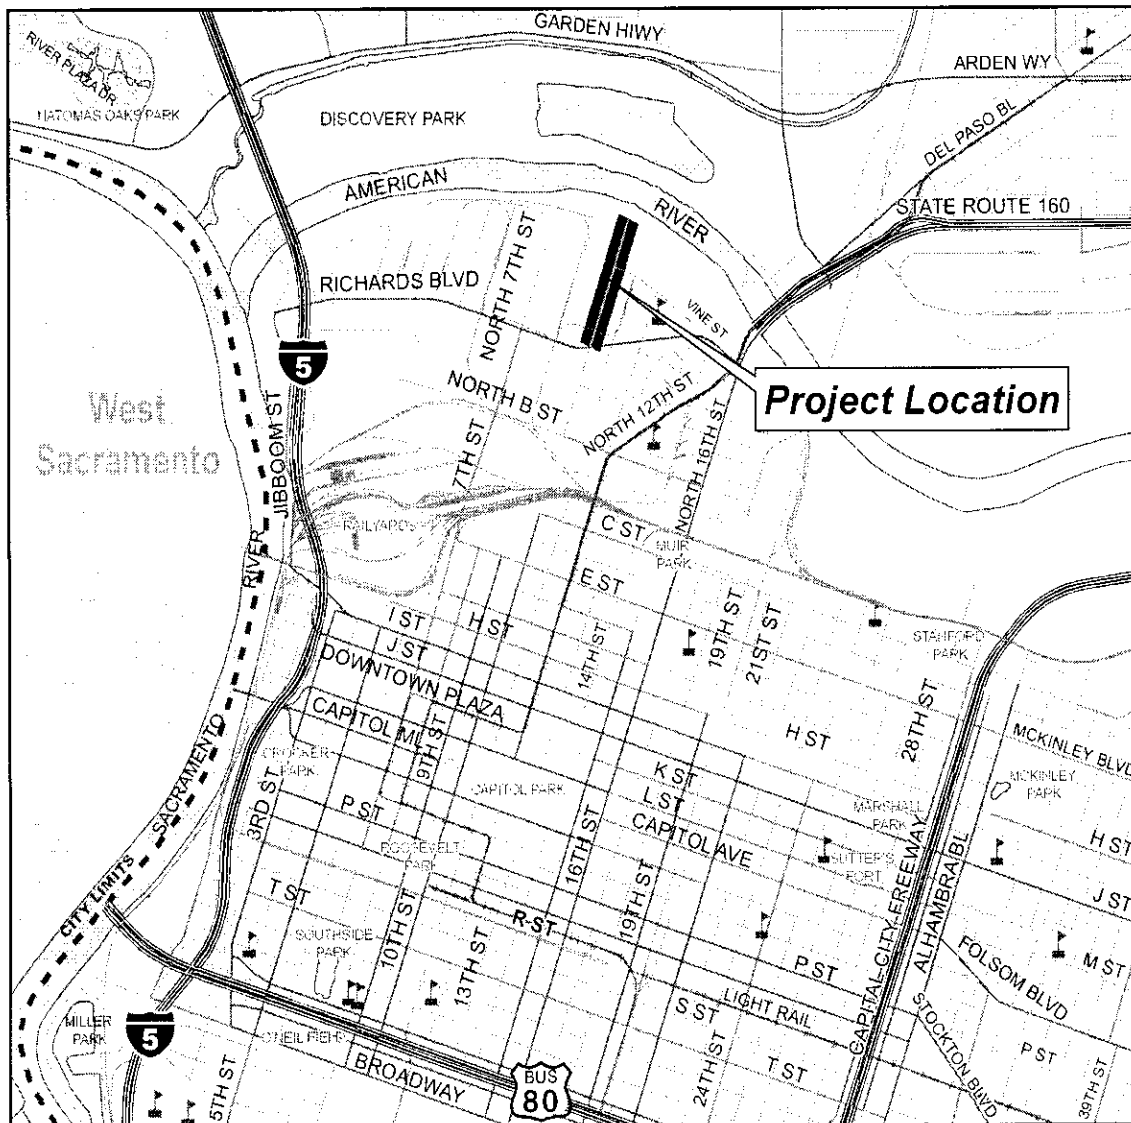 GARDEN HIWY
RIVER PLAZA DR
ARDEN WY
NATOMAS OAKS PARK
DISCOVERY PARK
DEL PASO BL
AMERICAN
RIVER
STATE ROUTE 160
NORTH 7TH ST
RICHARDS BLVD
VINE ST
5
Project Location
NORTH B ST
NORTH 12TH ST
West
Sacramento
JIBBOOM ST
7TH ST
NORTH 16TH ST
RAILYARDS
C ST
MUIR
PARK
RIVER
E ST
I ST
H ST
J ST
14TH ST
19TH ST
21ST ST
STANFORD
PARK
DOWNTOWN PLAZA
CAPITOL ML
9TH ST
H ST
28TH ST
MCKINLEY BLVD
CROCKER
PARK
K ST
CAPITOL PARK
L ST
MCKINLEY
PARK
SACRAMENTO
3RD ST
P ST
16TH ST
CAPITOL AVE
MARSHALL
PARK
H ST
ROOSEVELT
PARK
SUTTER'S
FORT
CITY LIMITS
T ST
R ST
19TH ST
CAPITAL CITY FREEWAY
ALHAMBRA BL
J ST
SOUTHSIDE
PARK
10TH ST
13TH ST
P ST
FOLSOM BLVD
M ST
LIGHT RAIL
S ST
MILLER
PARK
5
O'NEIL FIELD
BROADWAY
BUS
80
24TH ST
T ST
STOCKTON BLVD
P ST
39TH ST
5TH ST